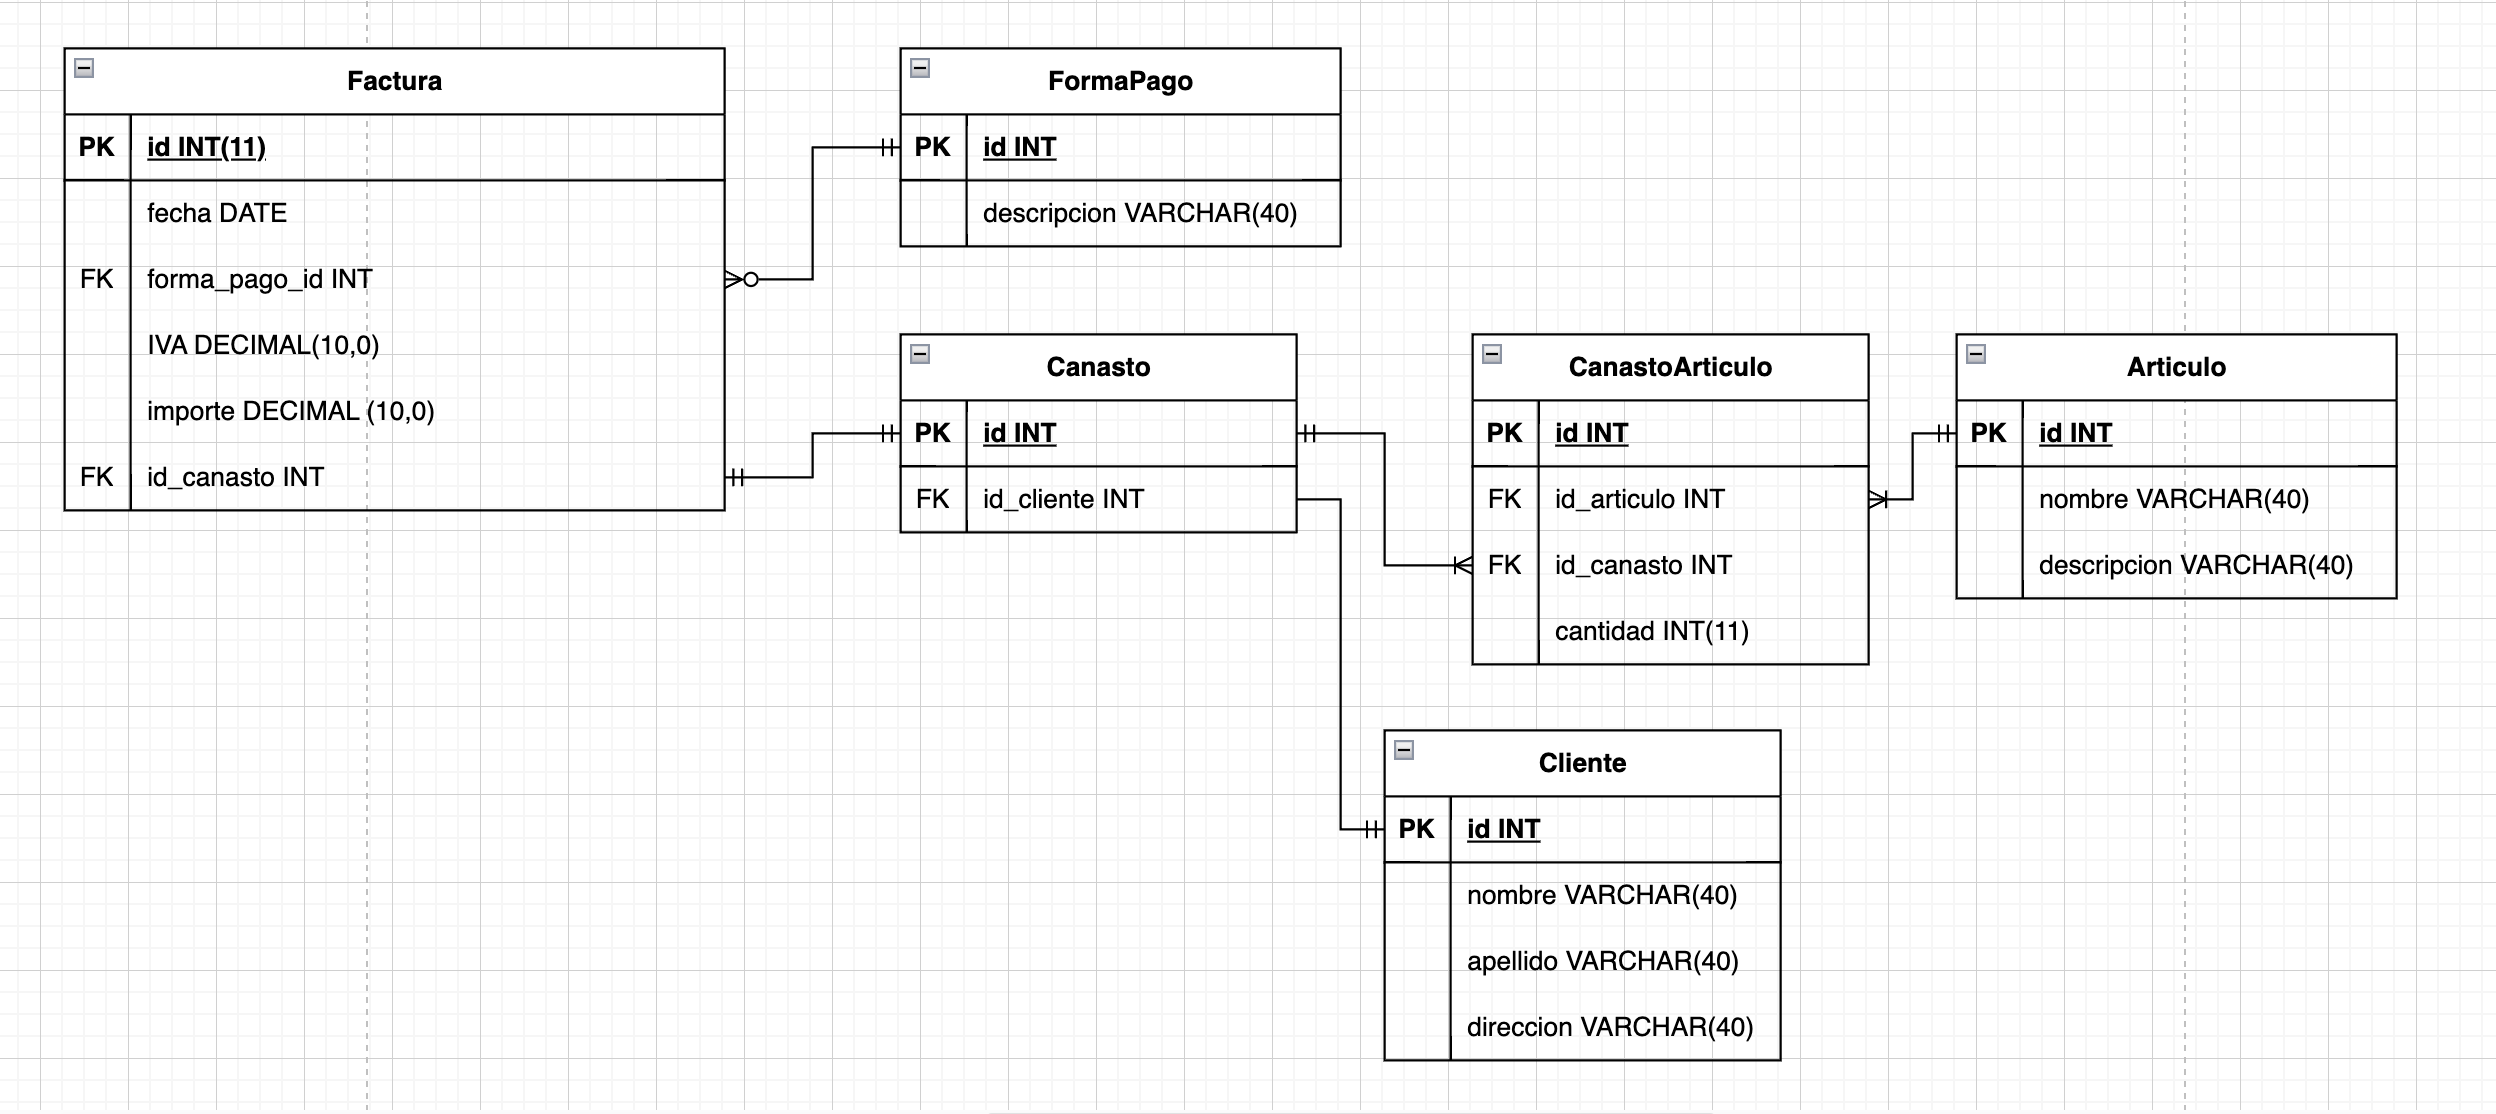 Factura
PK id INT(11)
fecha DATE
FK forma_pago_id INT
IVA DECIMAL(10,0)
importe DECIMAL (10,0)
FK id_canasto INT
FormaPago
PK id INT
descripcion VARCHAR(40)
Canasto
PK id INT
FK id_cliente INT
CanastoArticulo
PK id INT
FK id_articulo INT
FK id_canasto INT
cantidad INT(11)
Articulo
PK id INT
nombre VARCHAR(40)
descripcion VARCHAR(40)
Cliente
PK id INT
nombre VARCHAR(40)
apellido VARCHAR(40)
direccion VARCHAR(40)